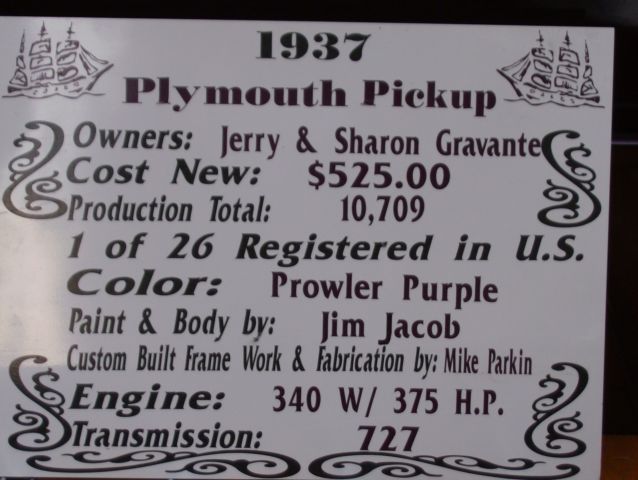 1937
Plymouth Pickup
Owners: Jerry & Sharon Gravante
Cost New: $525.00
Production Total: 10,709
1 of 26 Registered in U.S.
Color: Prowler Purple
Paint & Body by: Jim Jacob
Custom Built Frame Work & Fabrication by: Mike Parkin
Engine: 340 W/ 375 H.P.
Transmission: 727